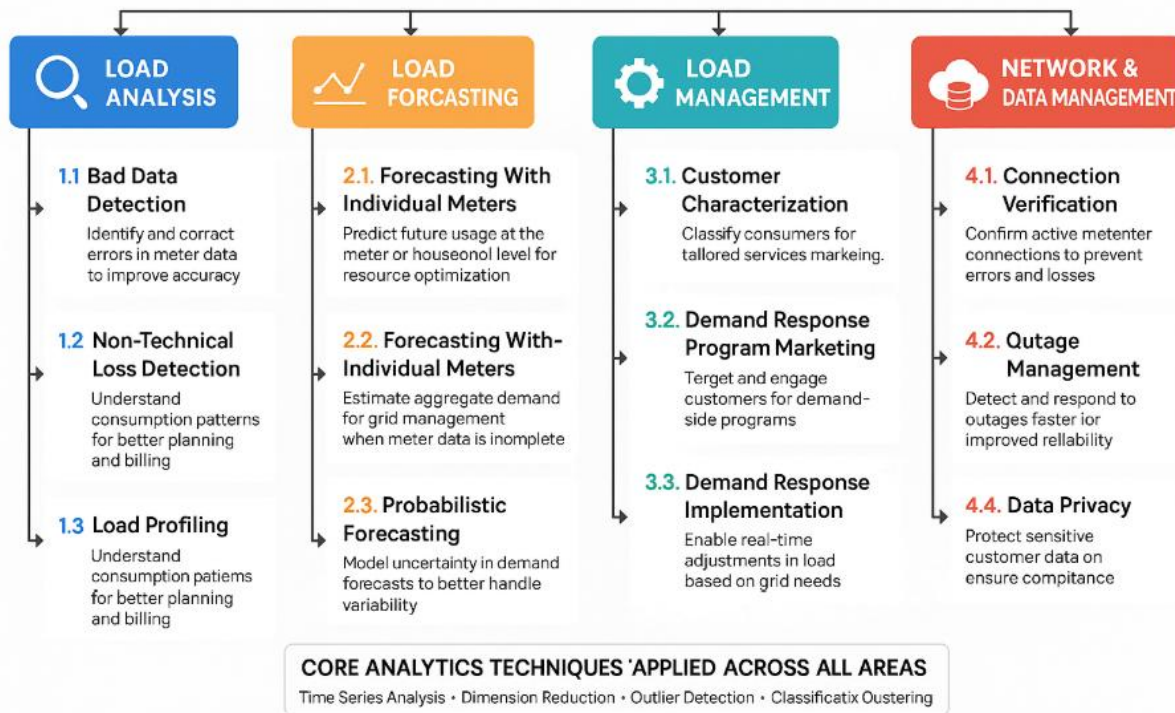 LOAD
ANALYSIS
1.1 Bad Data
Detection
Identify and corract
errors in meter data
to improve accuracy
1.2 Non-Technical
Loss Detection
Understand
consumption patterns
for better planning
and billing
1.3 Load Profiling
Understand
consumption patiems
for better planning
and billing
LOAD
FORCASTING
2.1. Forecasting With
Individual Meters
Predict future usage at the
meter or houseonol level for
resource optimization
2.2. Forecasting With-
Individual Meters
Estimate aggregate demand
for grid management
when meter data is inomplete
2.3. Probabilistic
Forecasting
Model uncertainty in demand
forecasts to better handle
variability
LOAD
MANAGEMENT
3.1. Customer
Characterization
Classify consumers for
tallored services markeing.
3.2. Demand Response
Program Marketing
Terget and engage
customers for demand-
side programs
3.3. Demand Response
Implementation
Enable real-time
adjustments in load
based on grid needs
NETWORK &
DATA MANAGEMENT
4.1. Connection
Verification
Confirm active metenter
connections to prevent
errors and losses
4.2. Qutage
Management
Detect and respond to
outages faster ior
improved rellability
4.4. Data Privacy
Protect sensitive
customer data on
ensure compitance
CORE ANALYTICS TECHNIQUES 'APPLIED ACROSS ALL AREAS
Time Series Analysis • Dimension Reduction • Outlier Detection • Classificatix Oustering